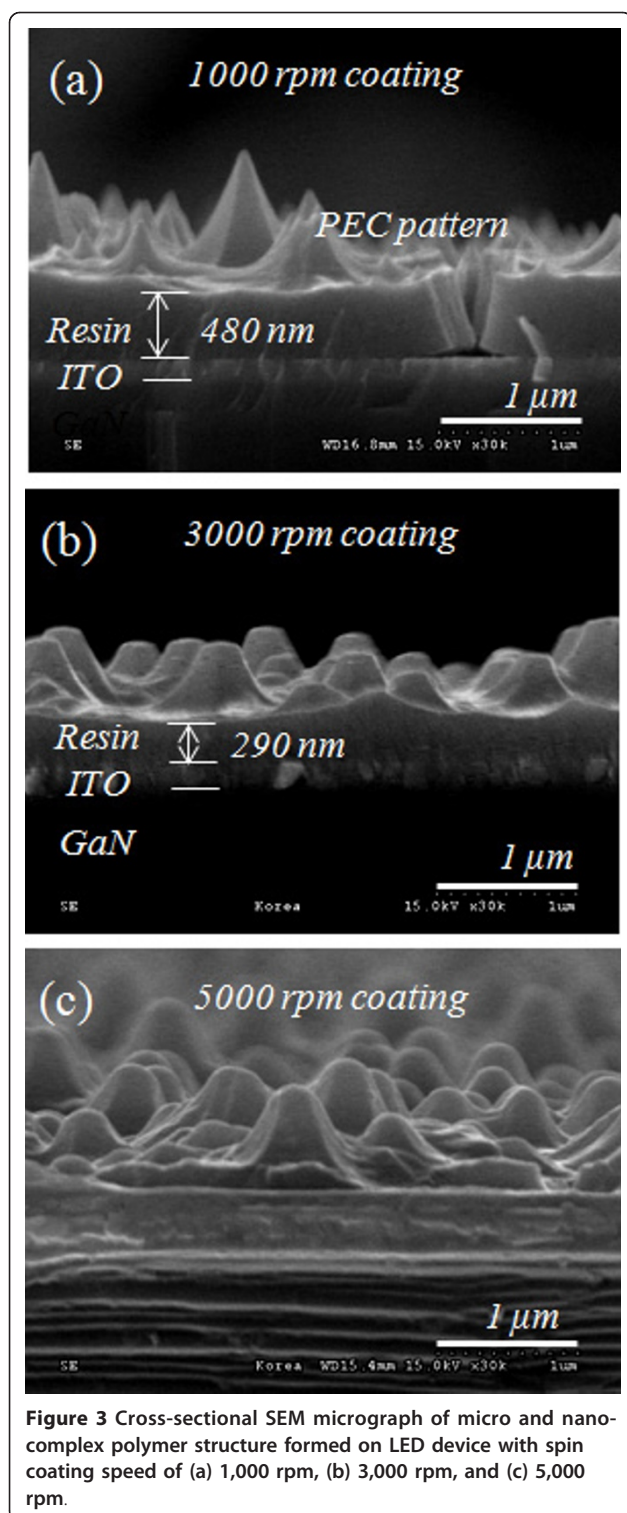 (a)
1000 rpm coating
PEC pattern
Resin
480 nm
ITO
GaN
1 µm
SE
WD16.8mm 15.0kV x30k 1um
(b)
3000 rpm coating
Resin
290 nm
ITO
GaN
1 µm
SE
Korea
15.0kV x30k 1um
(c)
5000 rpm coating
1 µm
SE
Korea WD15.4mm 15.0kV x30k 1um
Figure 3 Cross-sectional SEM micrograph of micro and nano-
complex polymer structure formed on LED device with spin
coating speed of (a) 1,000 rpm, (b) 3,000 rpm, and (c) 5,000
rpm.